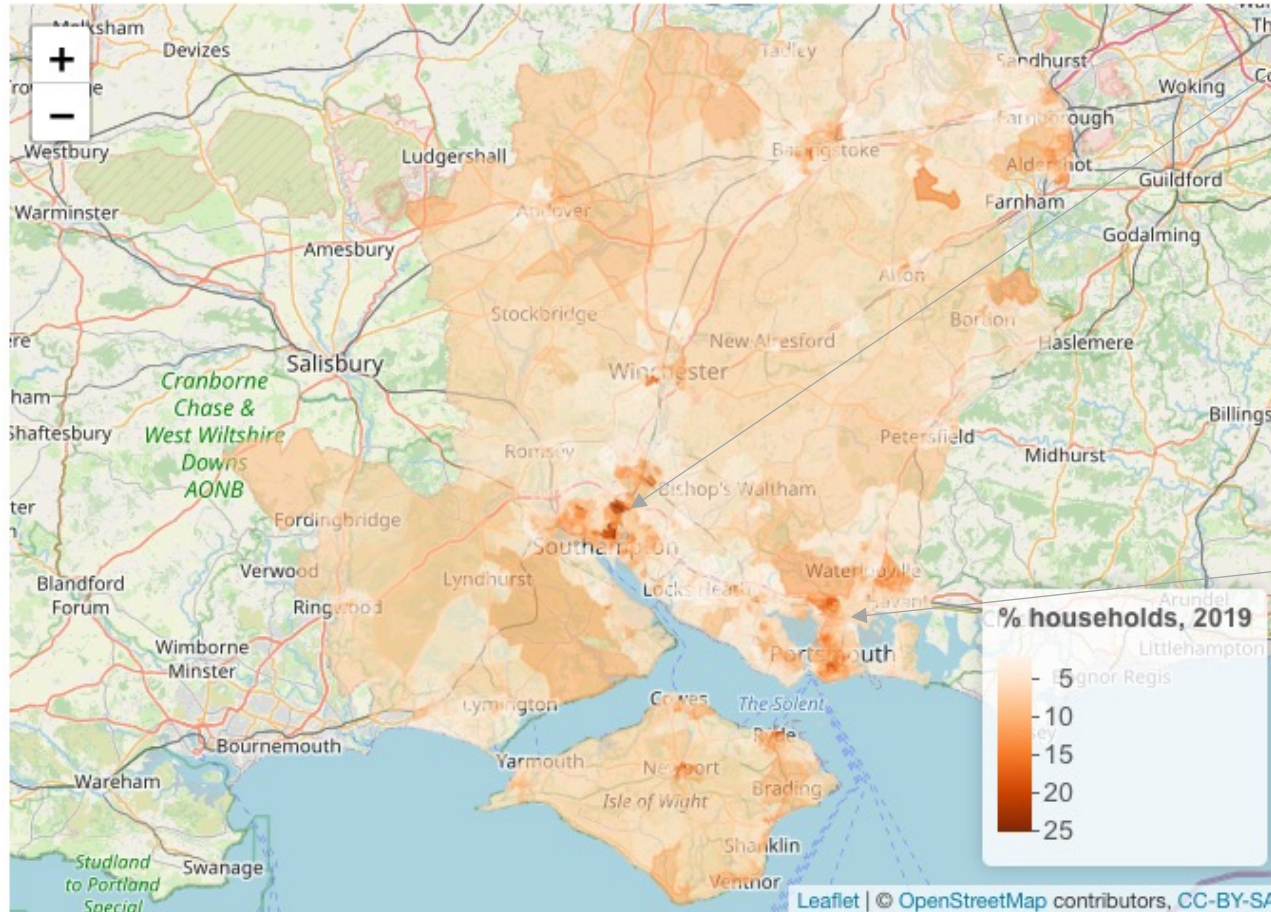 Melksham
Devizes
+
−
Tadley
Sandhurst
Woking
Farnborough
Westbury
Ludgershall
Basingstoke
Aldershot
Guildford
Farnham
Warminster
Andover
Amesbury
Godalming
Alton
Stockbridge
New Alresford
Bordon
Haslemere
Salisbury
Winchester
Cranborne
Chase &
West Wiltshire
Downs
AONB
Billings
Shaftesbury
Petersfield
Midhurst
Romsey
Bishop's Waltham
Fordingbridge
Southampton
Blandford
Forum
Verwood
Lyndhurst
Waterlooville
Ringwood
Locks Heath
Havant
Arundel
% households, 2019
Littlehampton
Wimborne
Minster
Portsmouth
Bognor Regis
5
10
15
20
25
Lymington
Cowes
The Solent
Ryde
Bournemouth
Yarmouth
Newport
Wareham
Brading
Isle of Wight
Shanklin
Studland
to Portland
Special
Swanage
Ventnor
Leaflet | © OpenStreetMap contributors, CC-BY-SA